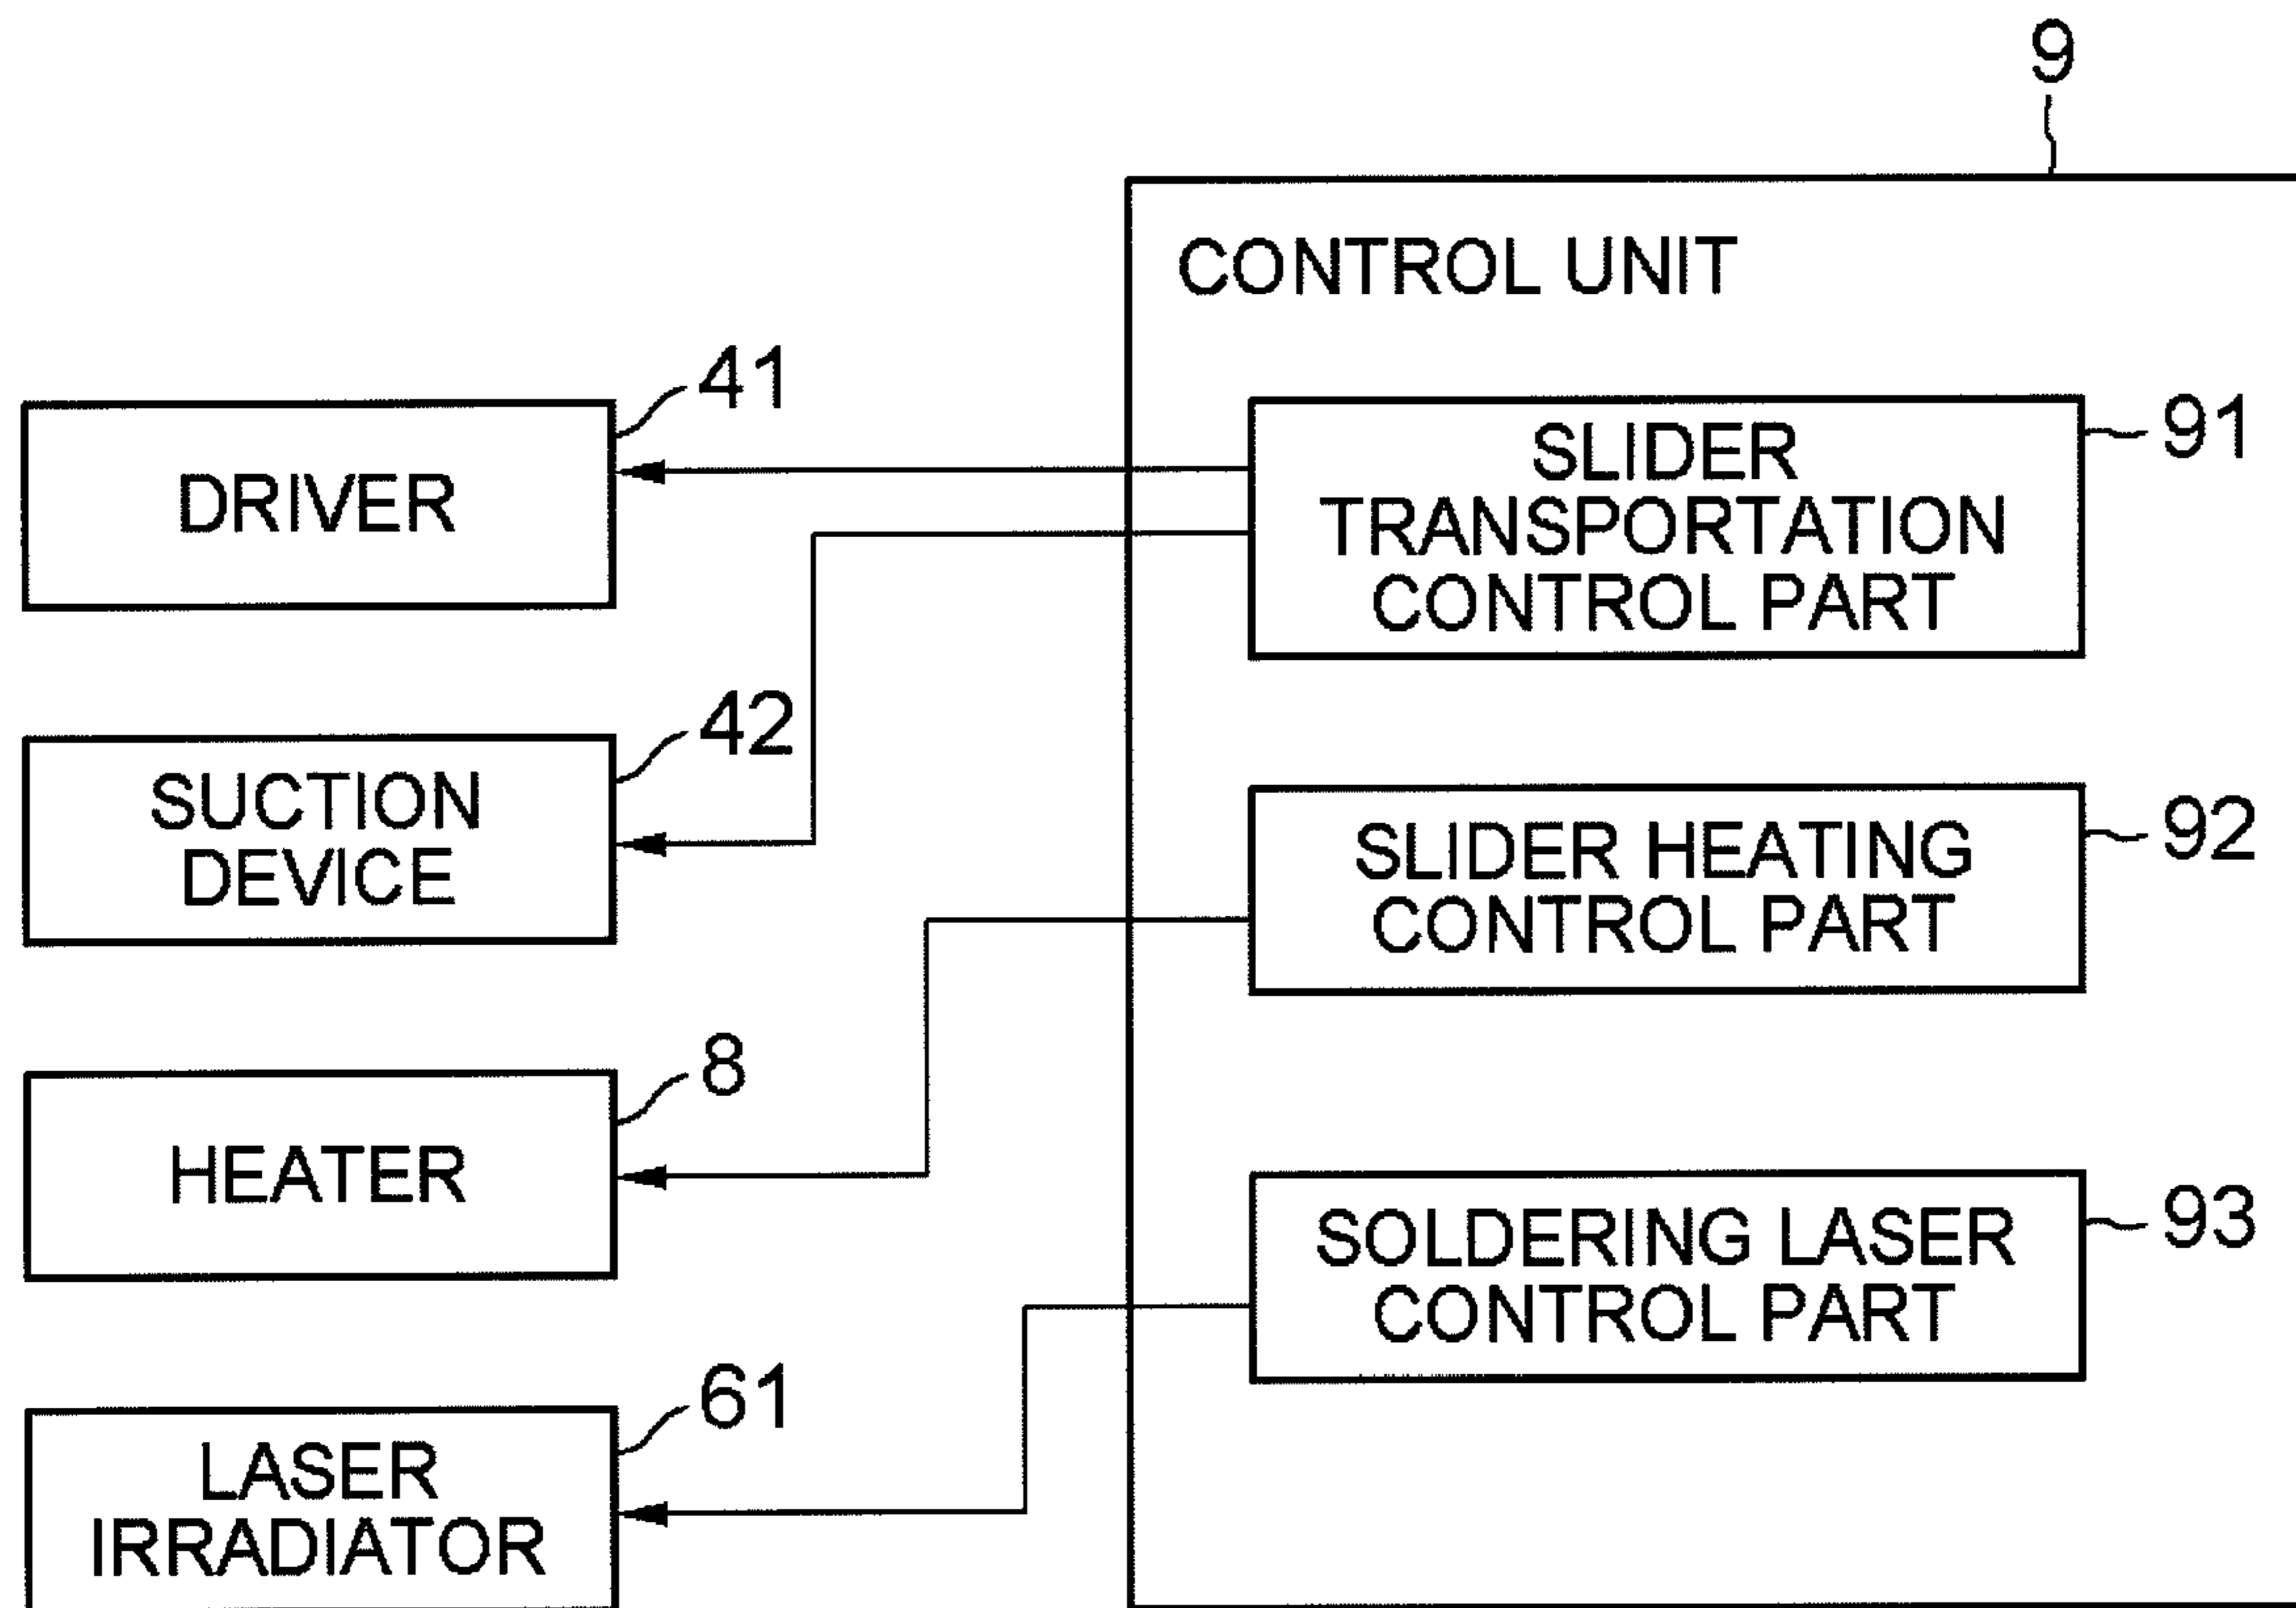 9
CONTROL UNIT
41
DRIVER
91
SLIDER
TRANSPORTATION
CONTROL PART
42
SUCTION
DEVICE
92
SLIDER HEATING
CONTROL PART
8
HEATER
93
SOLDERING LASER
CONTROL PART
61
LASER
IRRADIATOR